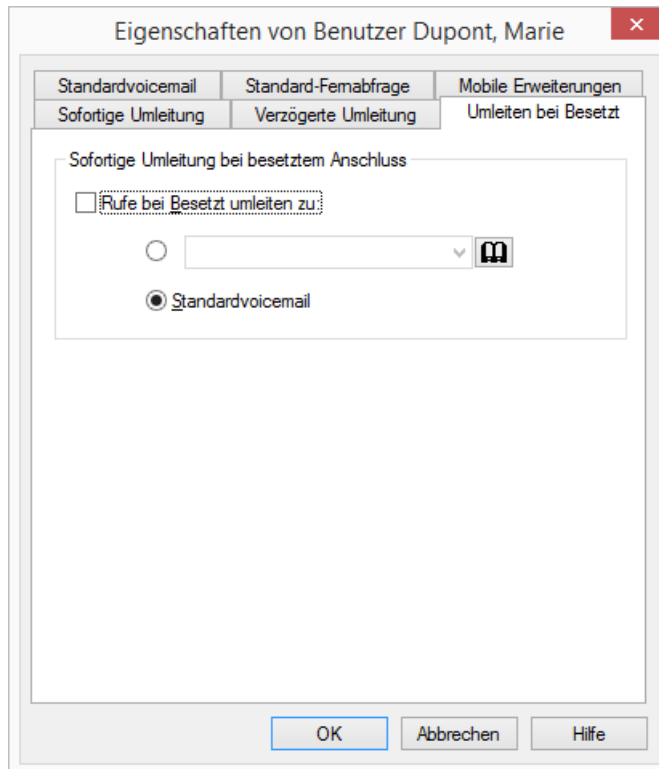 Eigenschaften von Benutzer Dupont, Marie
Standardvoicemail
Standard-Fernabfrage
Mobile Erweiterungen
Sofortige Umleitung
Verzögerte Umleitung
Umleiten bei Besetzt
Sofortige Umleitung bei besetztem Anschluss
Rufe bei Besetzt umleiten zu:
Standardvoicemail
OK
Abbrechen
Hilfe